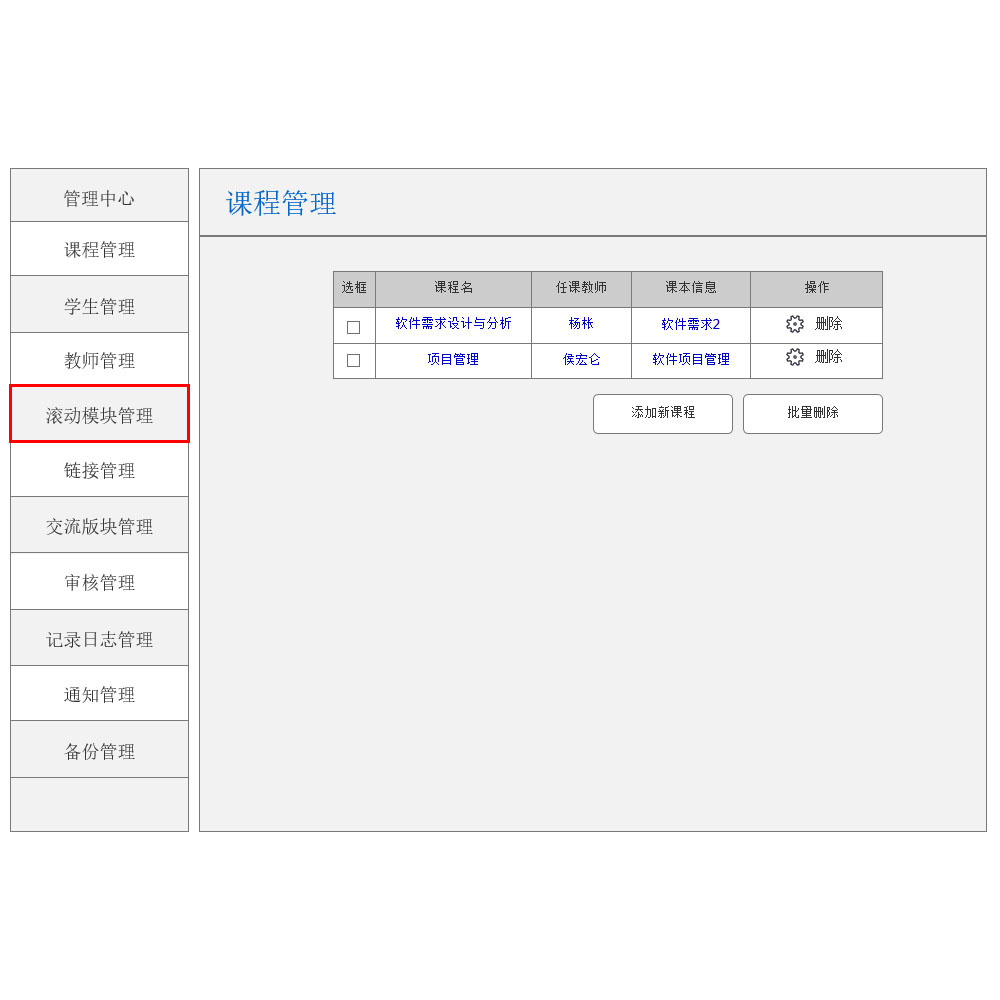 管理中心
课程管理
学生管理
教师管理
滚动模块管理
链接管理
交流版块管理
审核管理
记录日志管理
通知管理
备份管理
课程管理
选框 课程名 任课教师 课本信息 操作
软件需求设计与分析 杨枨 软件需求2 删除
项目管理 侯宏仑 软件项目管理 删除
添加新课程 批量删除